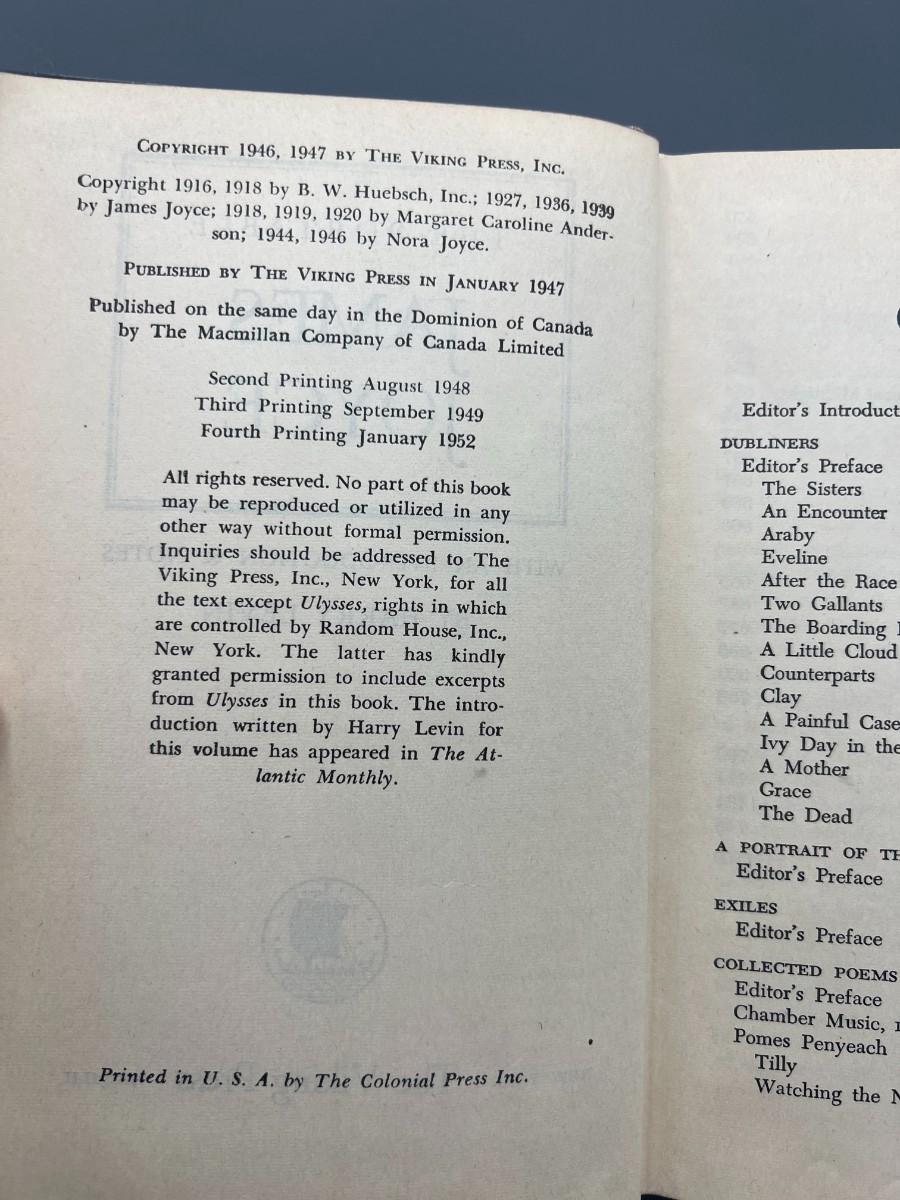 COPYRIGHT 1946, 1947 BY THE VIKING PRESS, INC.
Copyright 1916, 1918 by B. W. Huebsch, Inc.; 1927, 1936, 1939
by James Joyce; 1918, 1919, 1920 by Margaret Caroline Ander-
son; 1944, 1946 by Nora Joyce.
PUBLISHED BY THE VIKING PRESS IN JANUARY 1947
Published on the same day in the Dominion of Canada
by The Macmillan Company of Canada Limited
Second Printing August 1948
Third Printing September 1949
Fourth Printing January 1952
All rights reserved. No part of this book
may be reproduced or utilized in any
other way without formal permission.
Inquiries should be addressed to The
Viking Press, Inc., New York, for all
the text except Ulysses, rights in which
are controlled by Random House, Inc.,
New York. The latter has kindly
granted permission to include excerpts
from Ulysses in this book. The intro-
duction written by Harry Levin for
this volume has appeared in The At-
lantic Monthly.
Printed in U. S. A. by The Colonial Press Inc.
Editor's Introduct
DUBLINERS
Editor's Preface
The Sisters
An Encounter
Araby
Eveline
After the Race
Two Gallants
The Boarding
A Little Cloud
Counterparts
Clay
A Painful Case
Ivy Day in the
A Mother
Grace
The Dead
A PORTRAIT OF TH
Editor's Preface
EXILES
Editor's Preface
COLLECTED POEMS
Editor's Preface
Chamber Music,
Pomes Penyeach
Tilly
Watching the N